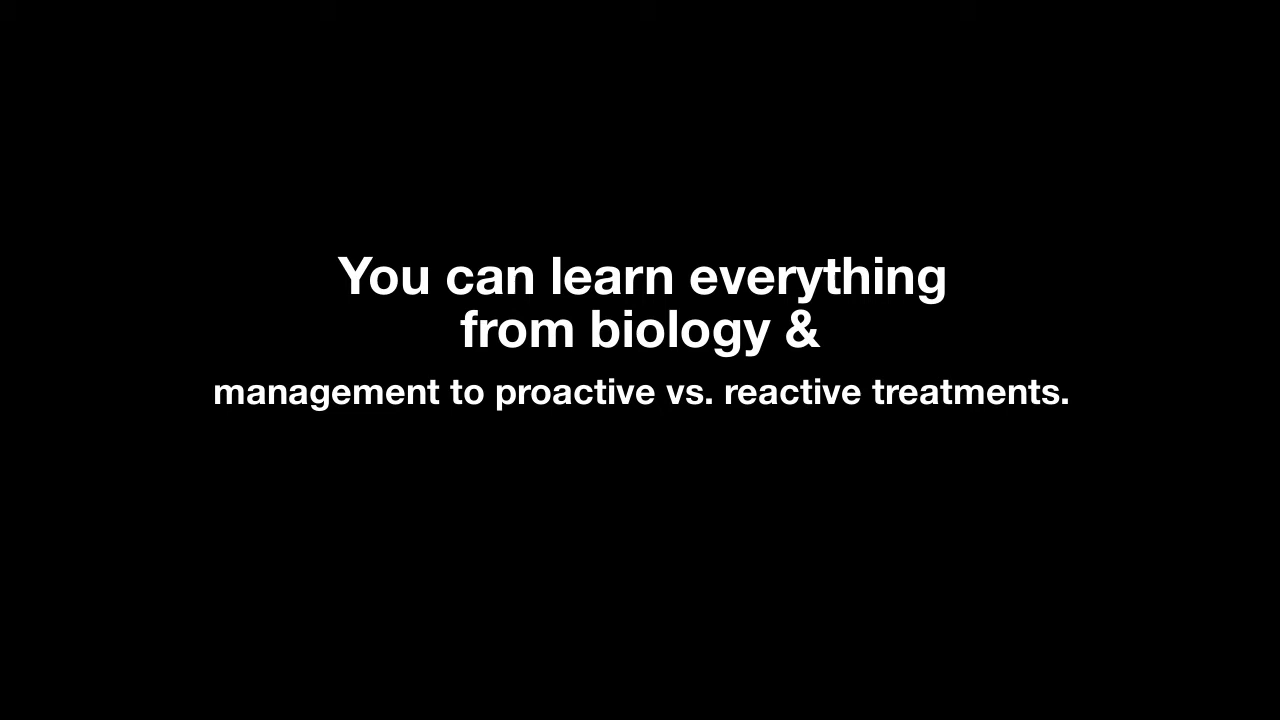 You can learn everything
from biology &
management to proactive vs. reactive treatments.